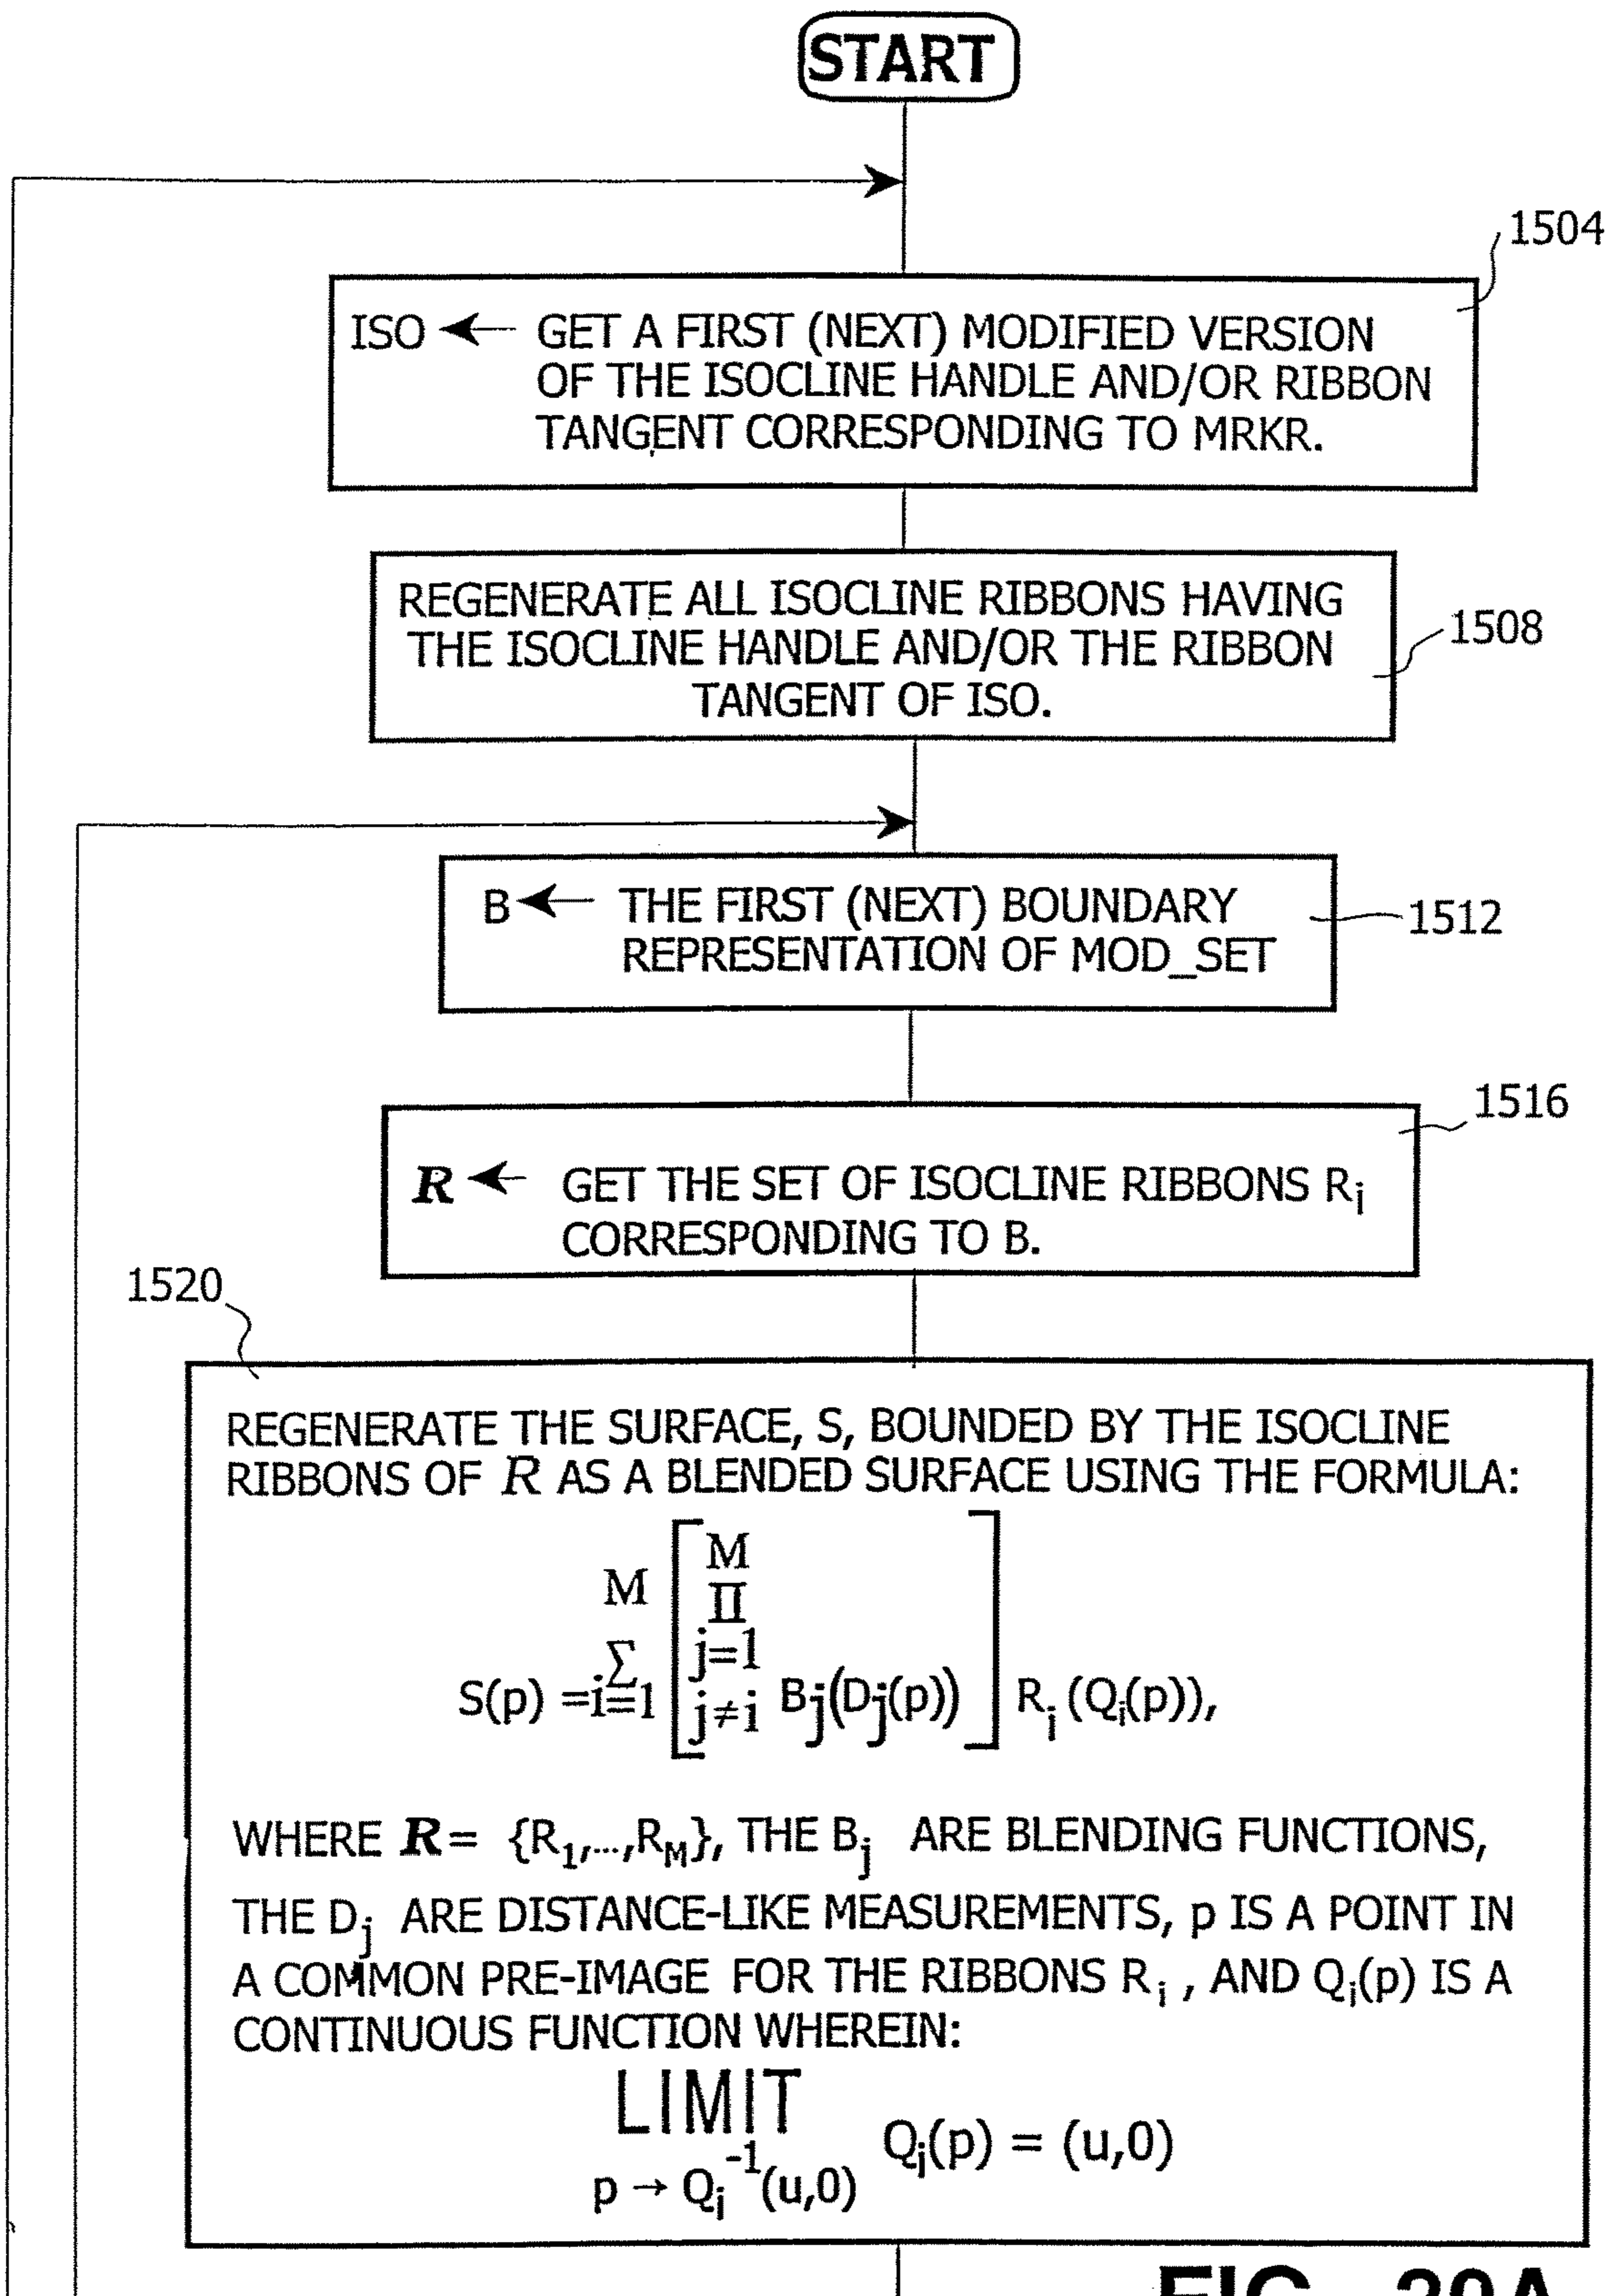 START
1504
ISO ← GET A FIRST (NEXT) MODIFIED VERSION
OF THE ISOCLINE HANDLE AND/OR RIBBON
TANGENT CORRESPONDING TO MRKR.
REGENERATE ALL ISOCLINE RIBBONS HAVING
THE ISOCLINE HANDLE AND/OR THE RIBBON
TANGENT OF ISO.
1508
B ← THE FIRST (NEXT) BOUNDARY
REPRESENTATION OF MOD_SET
1512
1516
R ← GET THE SET OF ISOCLINE RIBBONS Ri
CORRESPONDING TO B.
1520
REGENERATE THE SURFACE, S, BOUNDED BY THE ISOCLINE
RIBBONS OF R AS A BLENDED SURFACE USING THE FORMULA:
S(p) = M ∑ i=1 [ M Π j=1 j≠i Bj(Dj(p)) ] Ri (Qi(p)),
WHERE R = {R1,...,RM}, THE Bj ARE BLENDING FUNCTIONS,
THE Dj ARE DISTANCE-LIKE MEASUREMENTS, p IS A POINT IN
A COMMON PRE-IMAGE FOR THE RIBBONS Ri , AND Qi(p) IS A
CONTINUOUS FUNCTION WHEREIN:
LIMIT
p → Qi^-1(u,0) Qi(p) = (u,0)
FIG. 20A